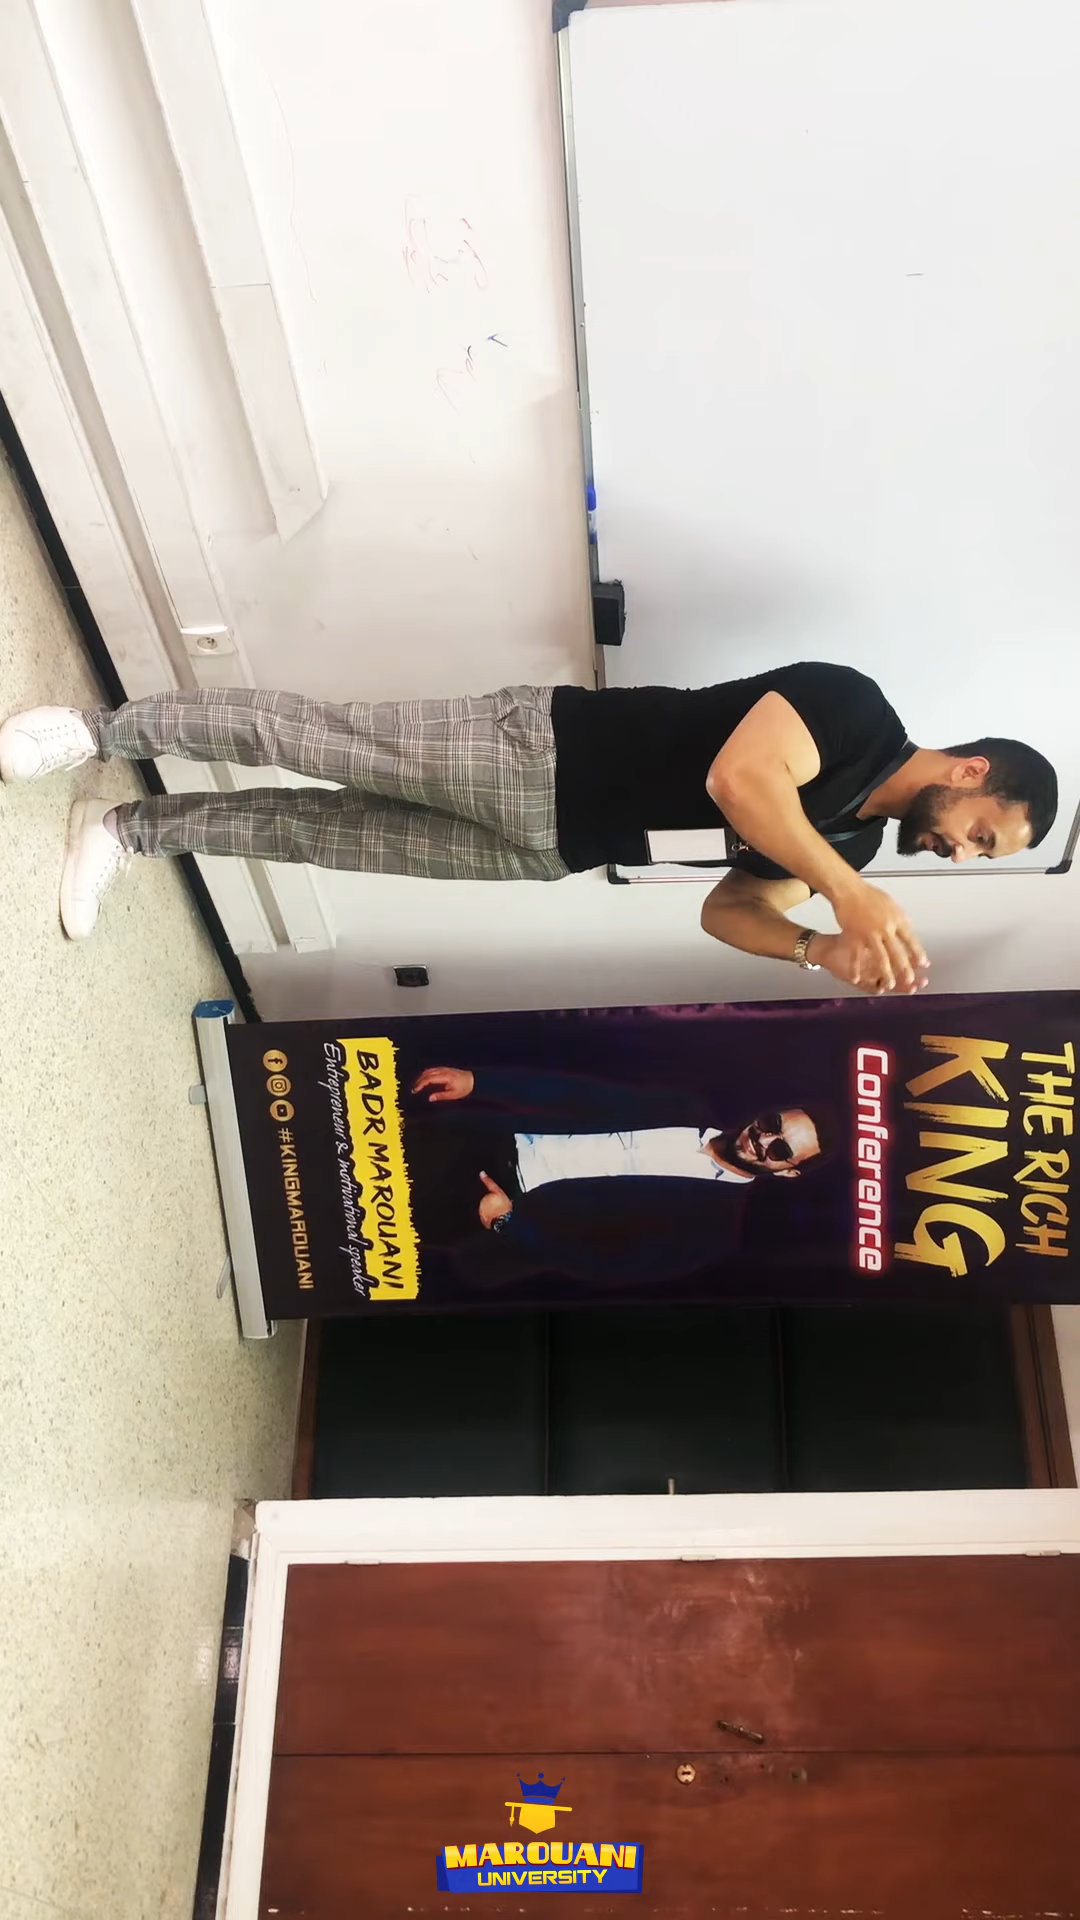 THE RICH
KING
Conference
BADR MAROUANI
Entrepreneur & motivational speaker
#KINGMAROUANI
MAROUANI
UNIVERSITY